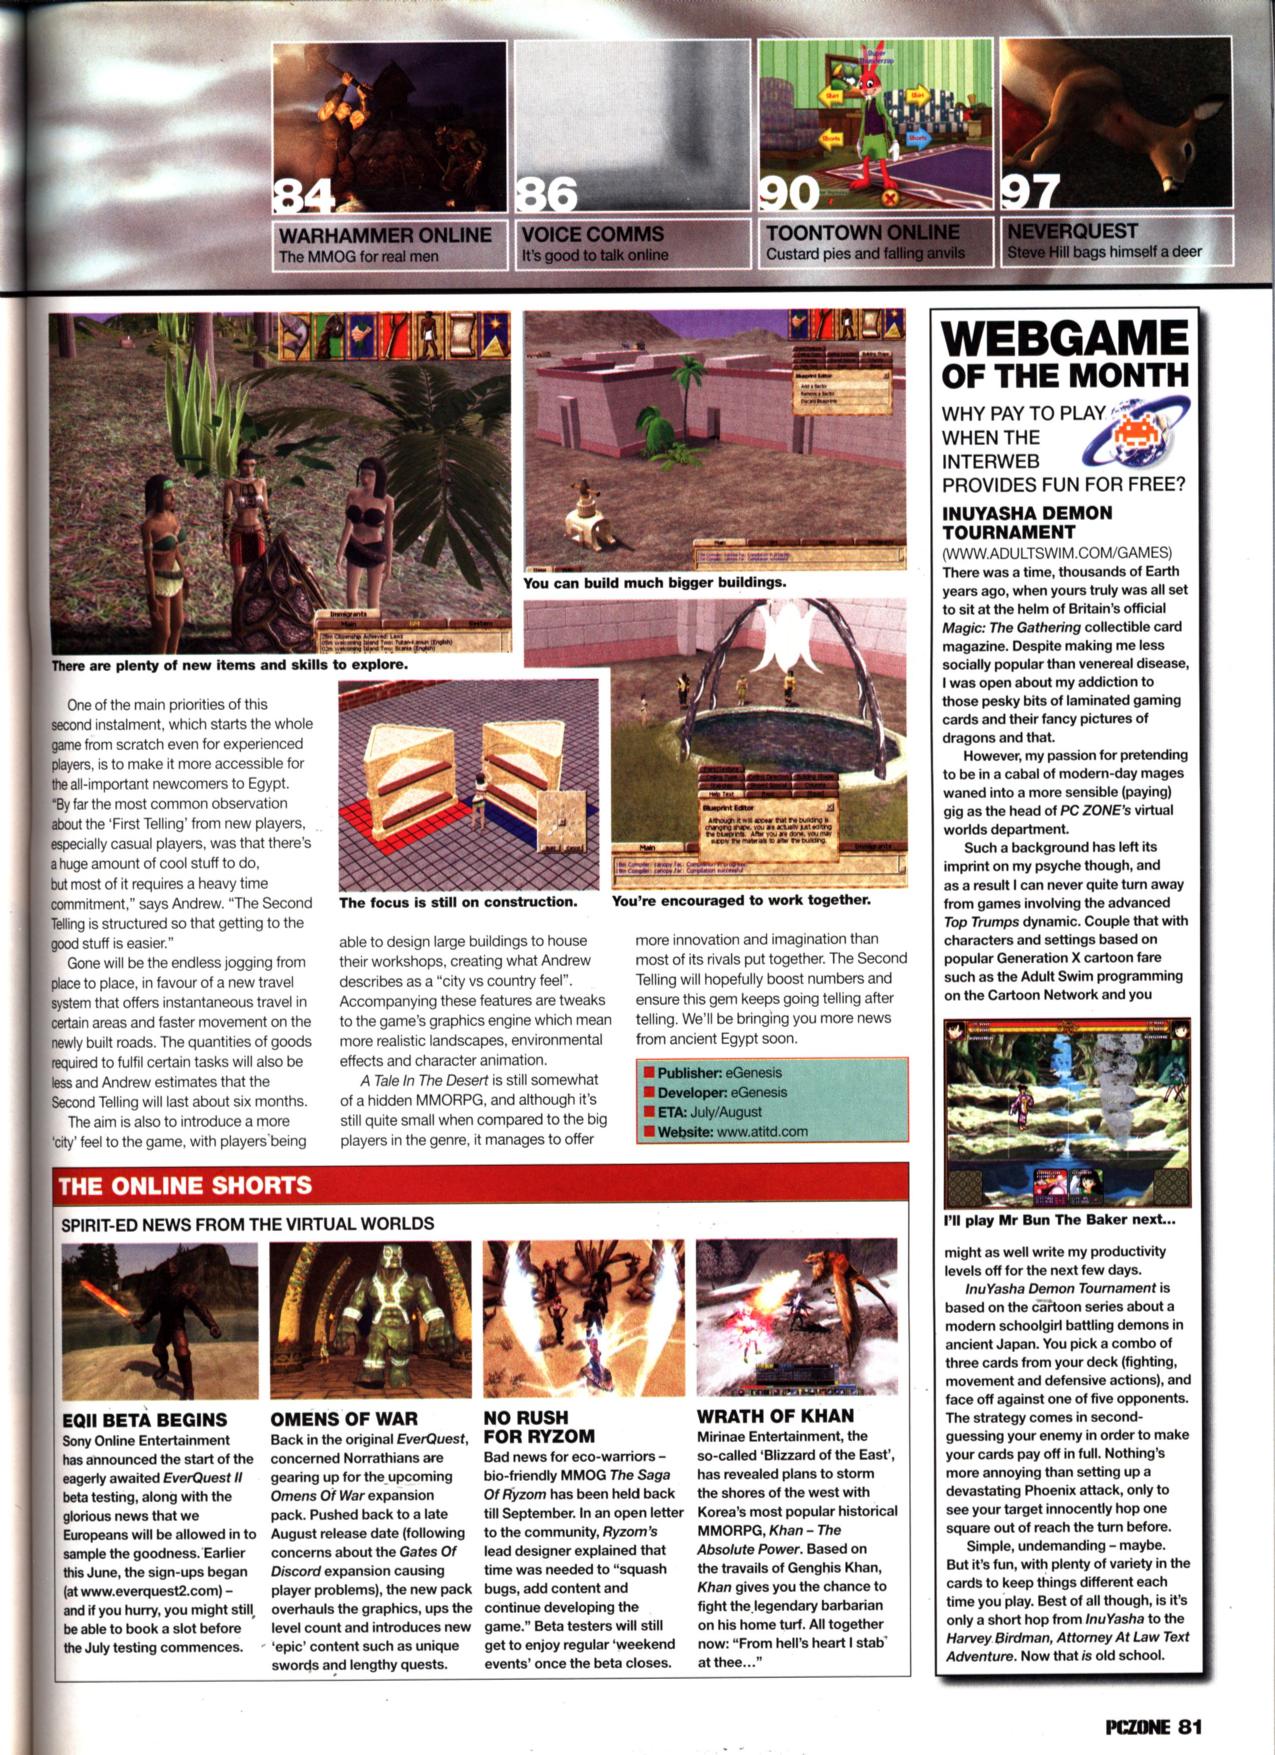 84
WARHAMMER ONLINE
The MMOG for real men
86
VOICE COMMS
It's good to talk online
90
TOONTOWN ONLINE
Custard pies and falling anvils
97
NEVERQUEST
Steve Hill bags himself a deer
There are plenty of new items and skills to explore.
You can build much bigger buildings.
The focus is still on construction.
You're encouraged to work together.
One of the main priorities of this
second instalment, which starts the whole
game from scratch even for experienced
players, is to make it more accessible for
the all-important newcomers to Egypt.
"By far the most common observation
about the 'First Telling' from new players,
especially casual players, was that there's
a huge amount of cool stuff to do,
but most of it requires a heavy time
commitment," says Andrew. "The Second
Telling is structured so that getting to the
good stuff is easier."
Gone will be the endless jogging from
place to place, in favour of a new travel
system that offers instantaneous travel in
certain areas and faster movement on the
newly built roads. The quantities of goods
required to fulfil certain tasks will also be
less and Andrew estimates that the
Second Telling will last about six months.
The aim is also to introduce a more
'city' feel to the game, with players being
able to design large buildings to house
their workshops, creating what Andrew
describes as a "city vs country feel".
Accompanying these features are tweaks
to the game's graphics engine which mean
more realistic landscapes, environmental
effects and character animation.
A Tale In The Desert is still somewhat
of a hidden MMORPG, and although it's
still quite small when compared to the big
players in the genre, it manages to offer
more innovation and imagination than
most of its rivals put together. The Second
Telling will hopefully boost numbers and
ensure this gem keeps going telling after
telling. We'll be bringing you more news
from ancient Egypt soon.
Publisher: eGenesis
Developer: eGenesis
ETA: July/August
Website: www.atitd.com
THE ONLINE SHORTS
SPIRIT-ED NEWS FROM THE VIRTUAL WORLDS
EQII BETA BEGINS
Sony Online Entertainment
has announced the start of the
eagerly awaited EverQuest II
beta testing, along with the
glorious news that we
Europeans will be allowed in to
sample the goodness. Earlier
this June, the sign-ups began
(at www.everquest2.com) –
and if you hurry, you might still
be able to book a slot before
the July testing commences.
OMENS OF WAR
Back in the original EverQuest,
concerned Norrathians are
gearing up for the upcoming
Omens Of War expansion
pack. Pushed back to a late
August release date (following
concerns about the Gates Of
Discord expansion causing
player problems), the new pack
overhauls the graphics, ups the
level count and introduces new
'epic' content such as unique
swords and lengthy quests.
NO RUSH
FOR RYZOM
Bad news for eco-warriors –
bio-friendly MMOG The Saga
Of Ryzom has been held back
till September. In an open letter
to the community, Ryzom's
lead designer explained that
time was needed to "squash
bugs, add content and
continue developing the
game." Beta testers will still
get to enjoy regular 'weekend
events' once the beta closes.
WRATH OF KHAN
Mirinae Entertainment, the
so-called 'Blizzard of the East',
has revealed plans to storm
the shores of the west with
Korea's most popular historical
MMORPG, Khan – The
Absolute Power. Based on
the travails of Genghis Khan,
Khan gives you the chance to
fight the legendary barbarian
on his home turf. All together
now: "From hell's heart I stab
at thee..."
WEBGAME
OF THE MONTH
WHY PAY TO PLAY
WHEN THE
INTERWEB
PROVIDES FUN FOR FREE?
INUYASHA DEMON
TOURNAMENT
(WWW.ADULTSWIM.COM/GAMES)
There was a time, thousands of Earth
years ago, when yours truly was all set
to sit at the helm of Britain's official
Magic: The Gathering collectible card
magazine. Despite making me less
socially popular than venereal disease,
I was open about my addiction to
those pesky bits of laminated gaming
cards and their fancy pictures of
dragons and that.
However, my passion for pretending
to be in a cabal of modern-day mages
waned into a more sensible (paying)
gig as the head of PC ZONE's virtual
worlds department.
Such a background has left its
imprint on my psyche though, and
as a result I can never quite turn away
from games involving the advanced
Top Trumps dynamic. Couple that with
characters and settings based on
popular Generation X cartoon fare
such as the Adult Swim programming
on the Cartoon Network and you
I'll play Mr Bun The Baker next...
might as well write my productivity
levels off for the next few days.
InuYasha Demon Tournament is
based on the cartoon series about a
modern schoolgirl battling demons in
ancient Japan. You pick a combo of
three cards from your deck (fighting,
movement and defensive actions), and
face off against one of five opponents.
The strategy comes in second-
guessing your enemy in order to make
your cards pay off in full. Nothing's
more annoying than setting up a
devastating Phoenix attack, only to
see your target innocently hop one
square out of reach the turn before.
Simple, undemanding – maybe.
But it's fun, with plenty of variety in the
cards to keep things different each
time you play. Best of all though, is it's
only a short hop from InuYasha to the
Harvey Birdman, Attorney At Law Text
Adventure. Now that is old school.
PCZONE 81